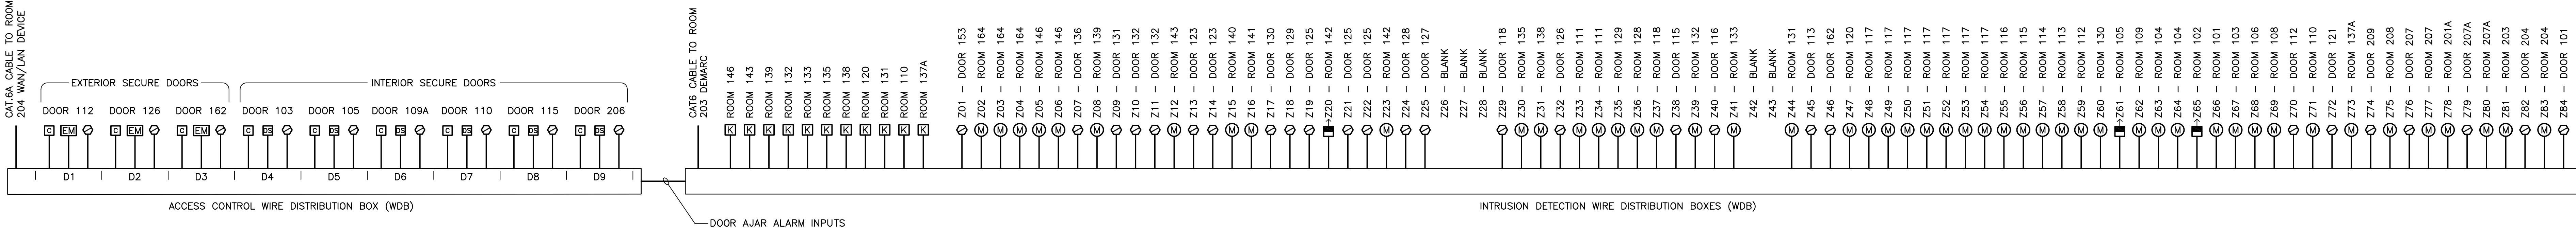 CAT.6A CABLE TO ROOM
204 WAN/LAN DEVICE
EXTERIOR SECURE DOORS
INTERIOR SECURE DOORS
DOOR 112
DOOR 126
DOOR 162
DOOR 103
DOOR 105
DOOR 109A
DOOR 110
DOOR 115
DOOR 206
C EM
C EM
C EM
C DS
C DS
C DS
C DS
C DS
C DS
D1
D2
D3
D4
D5
D6
D7
D8
D9
ACCESS CONTROL WIRE DISTRIBUTION BOX (WDB)
DOOR AJAR ALARM INPUTS
CAT6 CABLE TO ROOM
203 DEMARC
K ROOM 146
K ROOM 143
K ROOM 139
K ROOM 132
K ROOM 133
K ROOM 135
K ROOM 138
K ROOM 120
K ROOM 131
K ROOM 110
K ROOM 137A
Z01 – DOOR 153
M Z02 – ROOM 164
M Z03 – ROOM 164
M Z04 – ROOM 164
M Z05 – ROOM 146
M Z06 – ROOM 146
Z07 – DOOR 136
M Z08 – ROOM 139
Z09 – DOOR 131
Z10 – DOOR 132
Z11 – DOOR 132
M Z12 – ROOM 143
Z13 – DOOR 123
Z14 – DOOR 123
M Z15 – ROOM 140
M Z16 – ROOM 141
Z17 – DOOR 130
Z18 – DOOR 129
Z19 – DOOR 125
Z20 – ROOM 142
Z21 – DOOR 125
Z22 – DOOR 125
M Z23 – ROOM 142
Z24 – DOOR 128
Z25 – DOOR 127
Z26 – BLANK
Z27 – BLANK
Z28 – BLANK
Z29 – DOOR 118
M Z30 – ROOM 135
M Z31 – ROOM 138
Z32 – DOOR 126
M Z33 – ROOM 111
M Z34 – ROOM 111
M Z35 – ROOM 129
M Z36 – ROOM 128
M Z37 – ROOM 118
Z38 – DOOR 115
M Z39 – ROOM 132
Z40 – DOOR 116
M Z41 – ROOM 133
Z42 – BLANK
Z43 – BLANK
M Z44 – ROOM 131
Z45 – DOOR 113
Z46 – DOOR 162
M Z47 – ROOM 120
M Z48 – ROOM 117
M Z49 – ROOM 117
M Z50 – ROOM 117
M Z51 – ROOM 117
M Z52 – ROOM 117
M Z53 – ROOM 117
M Z54 – ROOM 117
M Z55 – ROOM 116
M Z56 – ROOM 115
M Z57 – ROOM 114
M Z58 – ROOM 113
M Z59 – ROOM 112
M Z60 – ROOM 130
Z61 – ROOM 105
M Z62 – ROOM 109
M Z63 – ROOM 104
M Z64 – ROOM 104
Z65 – ROOM 102
M Z66 – ROOM 101
M Z67 – ROOM 103
M Z68 – ROOM 106
M Z69 – ROOM 108
Z70 – DOOR 112
M Z71 – ROOM 110
Z72 – DOOR 121
M Z73 – ROOM 137A
Z74 – DOOR 209
M Z75 – ROOM 208
Z76 – DOOR 207
M Z77 – ROOM 207
M Z78 – ROOM 201A
Z79 – DOOR 207A
M Z80 – ROOM 207A
M Z81 – ROOM 203
Z82 – DOOR 204
M Z83 – ROOM 204
Z84 – DOOR 101
INTRUSION DETECTION WIRE DISTRIBUTION BOXES (WDB)